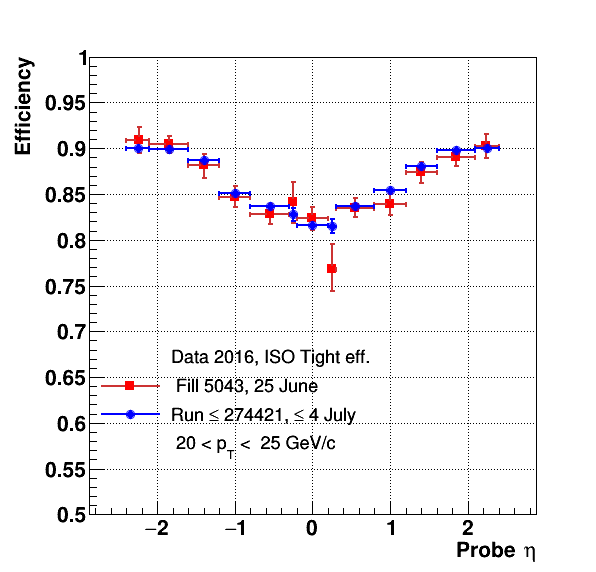 Efficiency
1
0.95
0.9
0.85
0.8
0.75
0.7
0.65
0.6
0.55
0.5
Data 2016, ISO Tight eff.
Fill 5043, 25 June
Run ≤ 274421, ≤ 4 July
20 < p_T < 25 GeV/c
−2 −1 0 1 2
Probe η